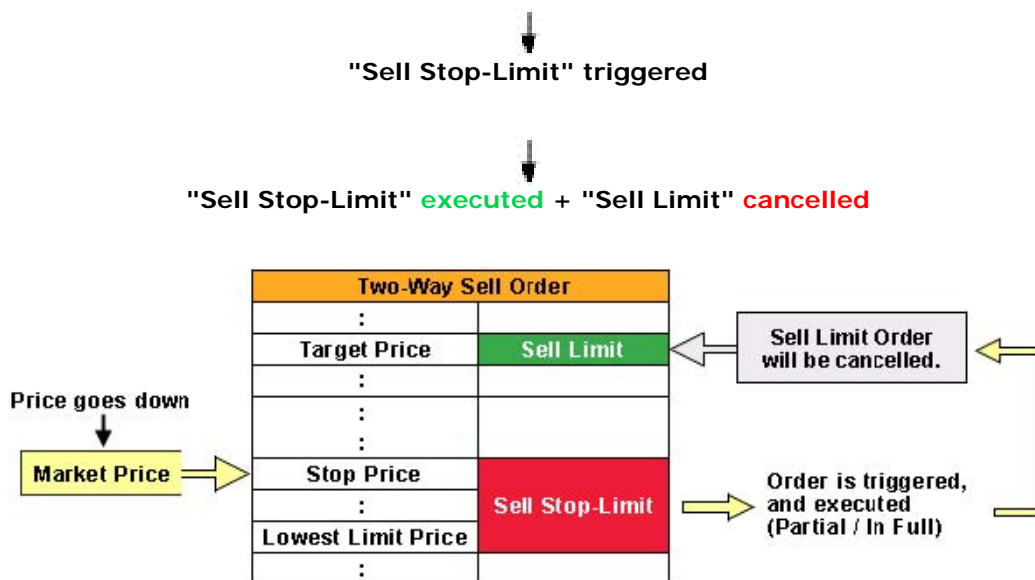 "Sell Stop-Limit" triggered
"Sell Stop-Limit" executed + "Sell Limit" cancelled
Two-Way Sell Order
:
Target Price Sell Limit
:
:
:
Stop Price
:
Sell Stop-Limit
Lowest Limit Price
:
Sell Limit Order
will be cancelled.
Price goes down
Market Price
Order is triggered,
and executed
(Partial / In Full)